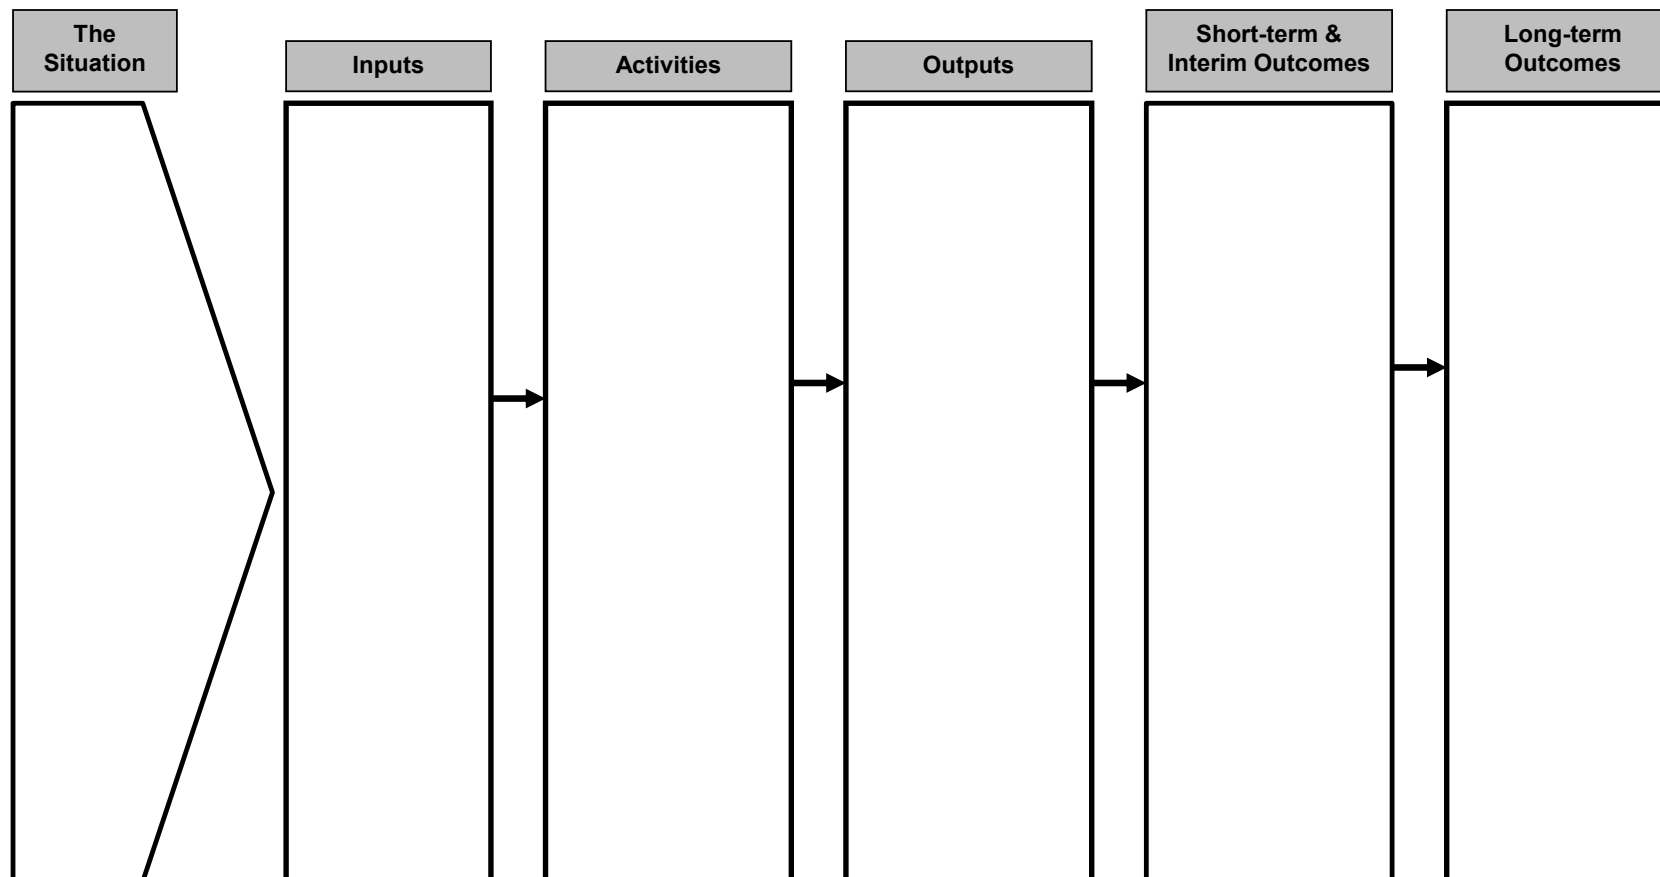 The
Situation
Inputs
Activities
Outputs
Short-term &
Interim Outcomes
Long-term
Outcomes